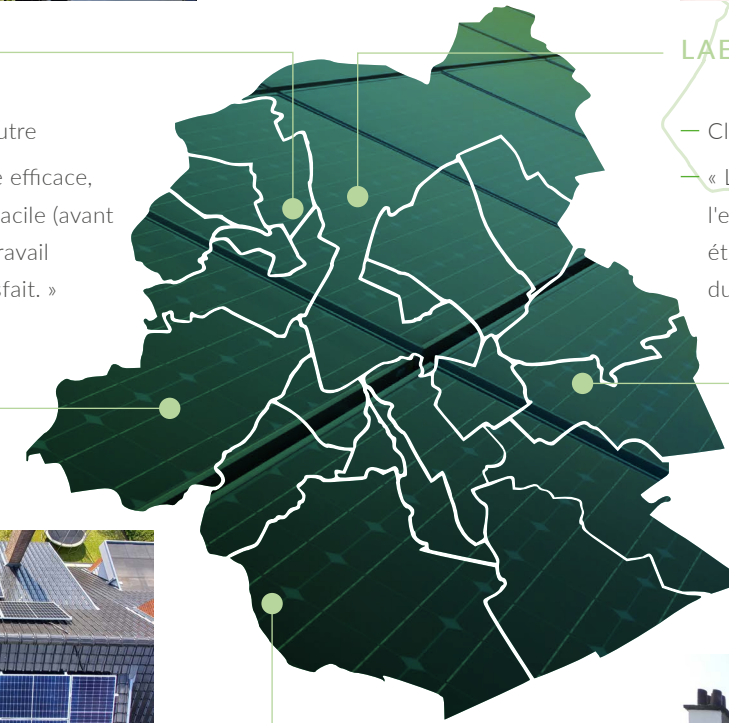 utre
efficace,
acile (avant
ravail
fait. »
LAE
— Cl
— « L
l'e
ét
du